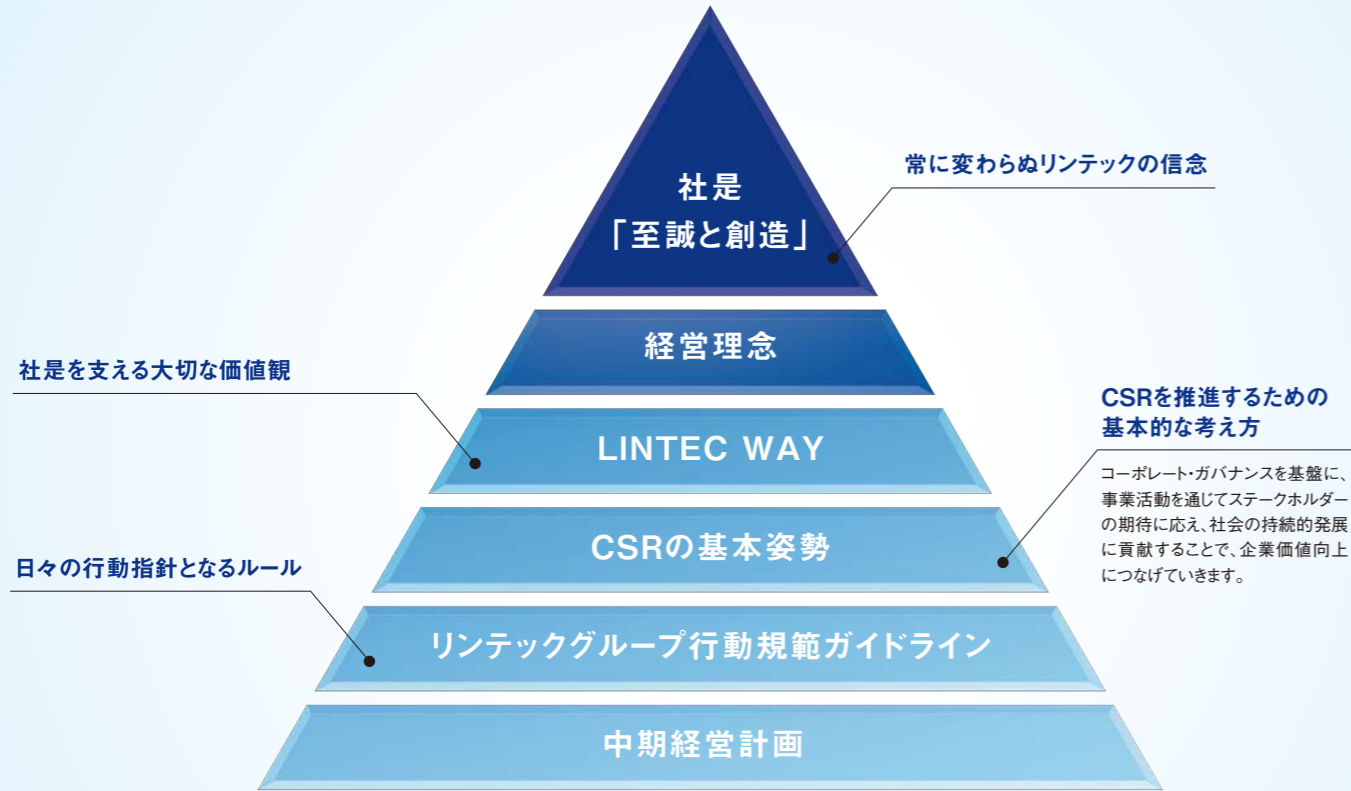 常に変わらぬリンテックの信念
社是
「至誠と創造」
経営理念
社是を支える大切な価値観
LINTEC WAY
CSRを推進するための
基本的な考え方
コーポレート・ガバナンスを基盤に、
事業活動を通じてステークホルダー
の期待に応え、社会の持続的発展
に貢献することで、企業価値向上
につなげていきます。
CSRの基本姿勢
日々の行動指針となるルール
リンテックグループ行動規範ガイドライン
中期経営計画